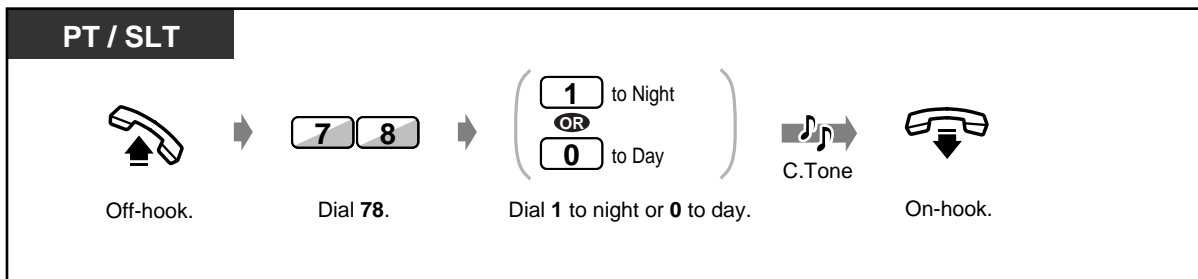 PT / SLT
1 to Night
OR
7 8
0 to Day
C.Tone
Off-hook.
Dial 78.
Dial 1 to night or 0 to day.
On-hook.